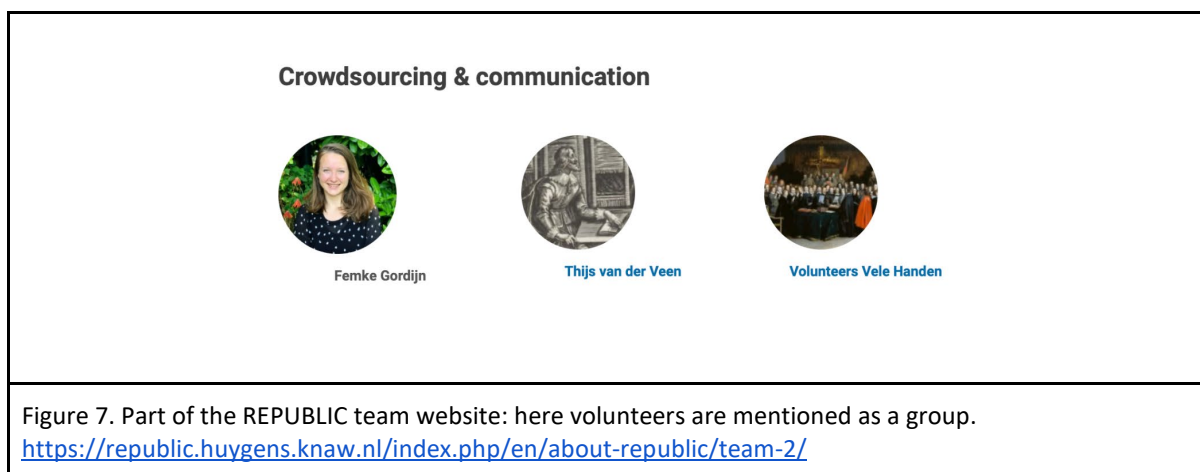 Crowdsourcing & communication
Femke Gordijn
Thijs van der Veen
Volunteers Vele Handen
Figure 7. Part of the REPUBLIC team website: here volunteers are mentioned as a group.
https://republic.huygens.knaw.nl/index.php/en/about-republic/team-2/